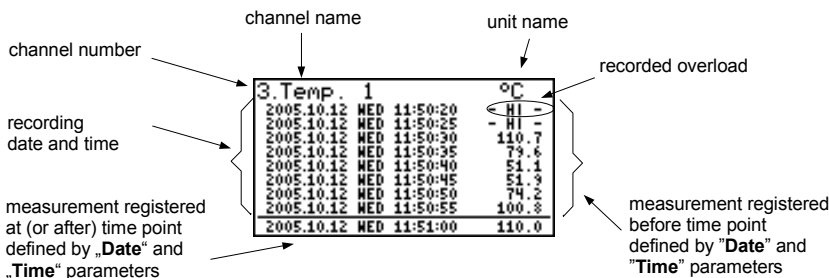 channel name
unit name
channel number
recorded overload
3.Temp. 1 °C
2005.10.12 WED 11:50:20 - HI -
2005.10.12 WED 11:50:25 - HI -
2005.10.12 WED 11:50:30 110.7
2005.10.12 WED 11:50:35 79.6
2005.10.12 WED 11:50:40 51.1
2005.10.12 WED 11:50:45 51.9
2005.10.12 WED 11:50:50 74.2
2005.10.12 WED 11:50:55 100.8
2005.10.12 WED 11:51:00 110.0
recording
date and time
measurement registered
at (or after) time point
defined by „Date“ and
„Time“ parameters
measurement registered
before time point
defined by ”Date” and
”Time” parameters